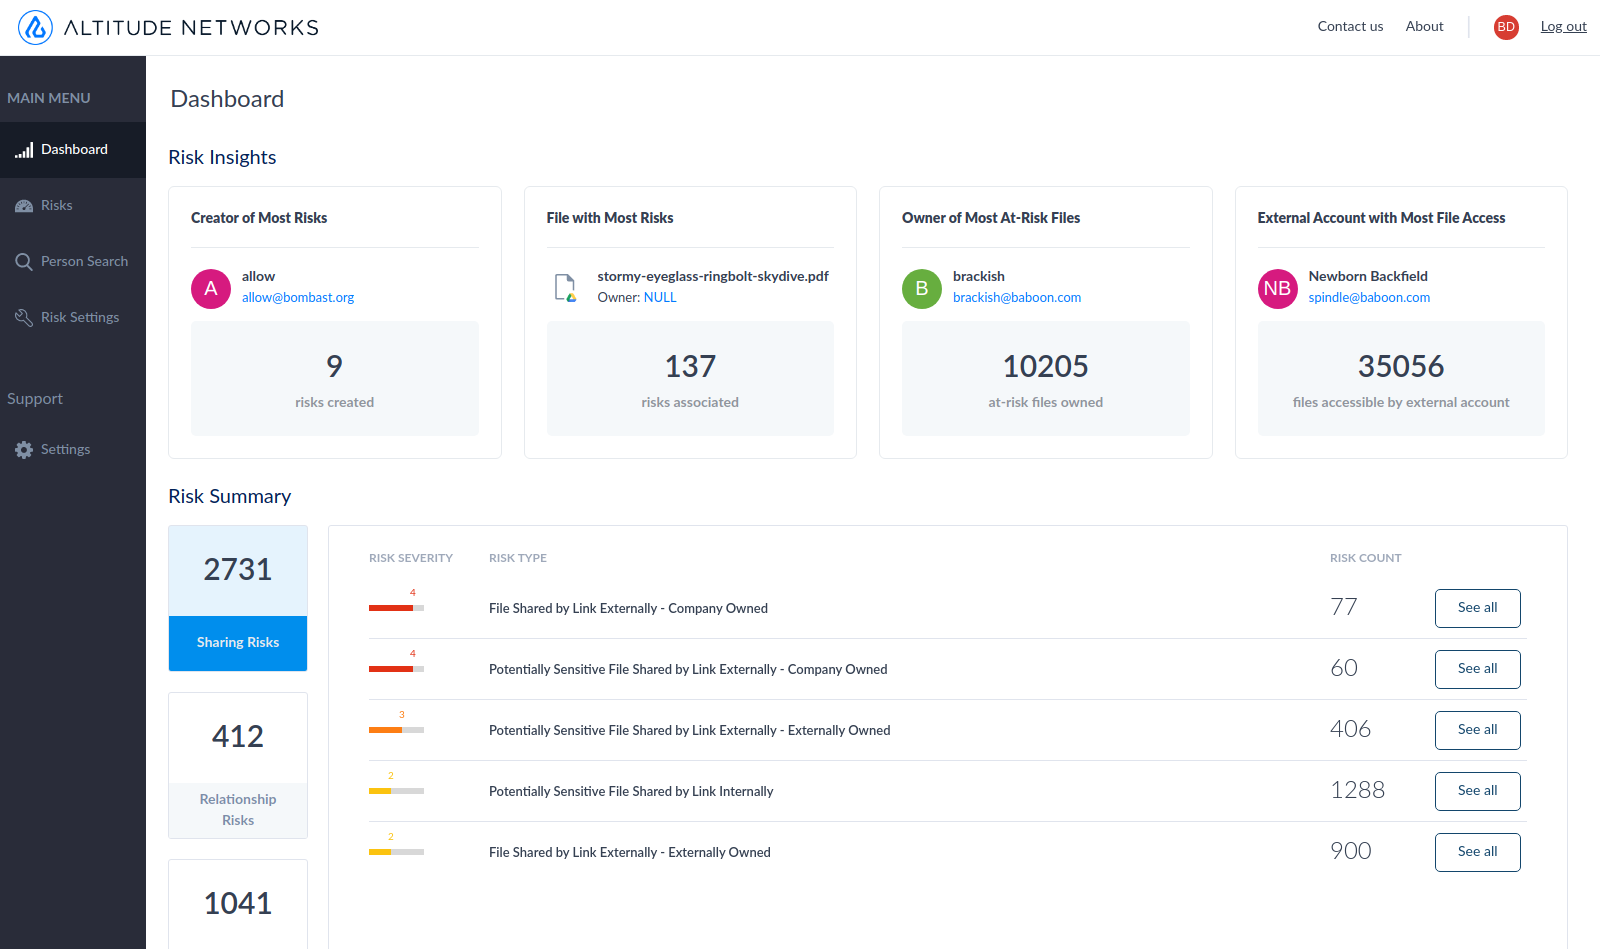 ALTITUDE NETWORKS
Contact us
About
BD
Log out
MAIN MENU
Dashboard
Risks
Person Search
Risk Settings
Support
Settings
Dashboard
Risk Insights
Creator of Most Risks
A
allow
allow@bombast.org
9
risks created
File with Most Risks
stormy-eyeglass-ringbolt-skydive.pdf
Owner: NULL
137
risks associated
Owner of Most At-Risk Files
B
brackish
brackish@baboon.com
10205
at-risk files owned
External Account with Most File Access
NB
Newborn Backfield
spindle@baboon.com
35056
files accessible by external account
Risk Summary
2731
Sharing Risks
412
Relationship
Risks
1041
RISK SEVERITY RISK TYPE RISK COUNT
4
File Shared by Link Externally - Company Owned 77 See all
4
Potentially Sensitive File Shared by Link Externally - Company Owned 60 See all
3
Potentially Sensitive File Shared by Link Externally - Externally Owned 406 See all
2
Potentially Sensitive File Shared by Link Internally 1288 See all
2
File Shared by Link Externally - Externally Owned 900 See all